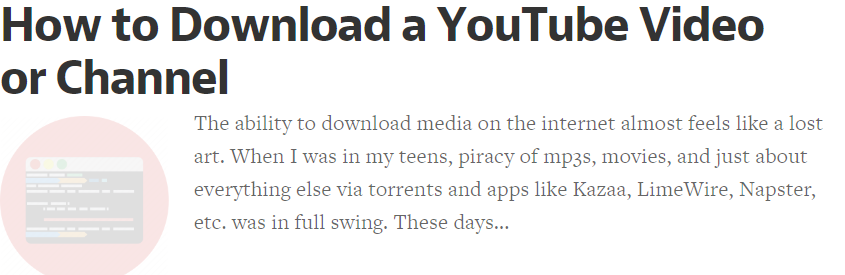 How to Download a YouTube Video
or Channel
The ability to download media on the internet almost feels like a lost
art. When I was in my teens, piracy of mp3s, movies, and just about
everything else via torrents and apps like Kazaa, LimeWire, Napster,
etc. was in full swing. These days...